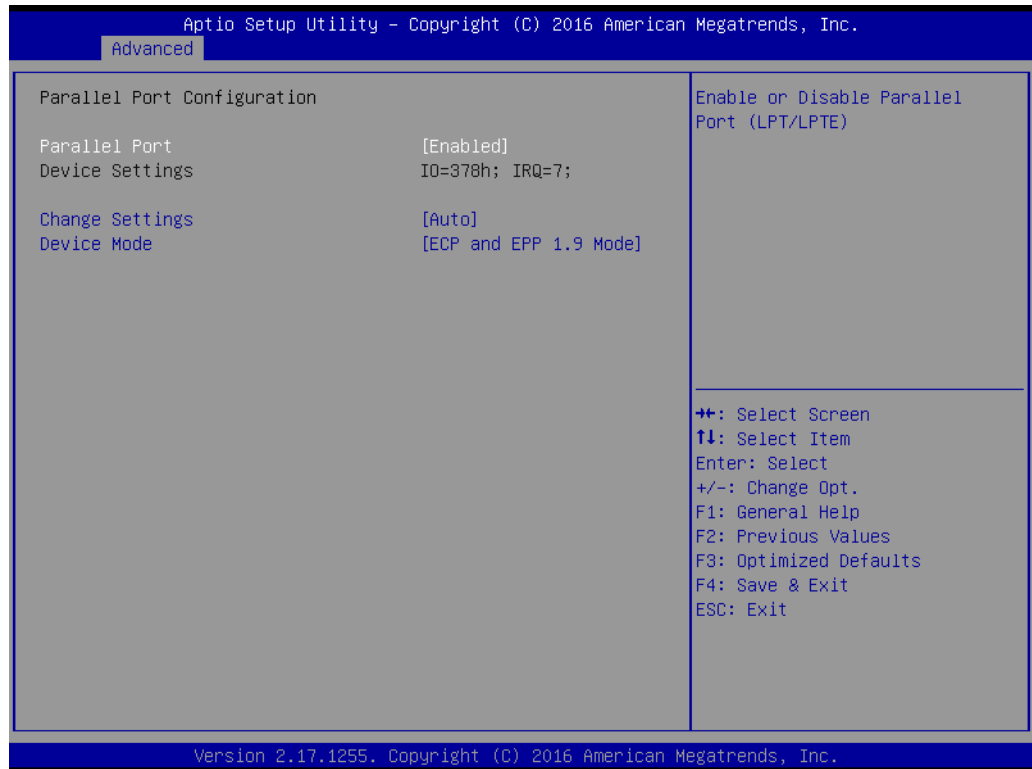 Aptio Setup Utility – Copyright (C) 2016 American Megatrends, Inc.
Advanced
Parallel Port Configuration
Parallel Port [Enabled]
Device Settings IO=378h; IRQ=7;
Change Settings [Auto]
Device Mode [ECP and EPP 1.9 Mode]
Enable or Disable Parallel
Port (LPT/LPTE)
→←: Select Screen
↑↓: Select Item
Enter: Select
+/-: Change Opt.
F1: General Help
F2: Previous Values
F3: Optimized Defaults
F4: Save & Exit
ESC: Exit
Version 2.17.1255. Copyright (C) 2016 American Megatrends, Inc.